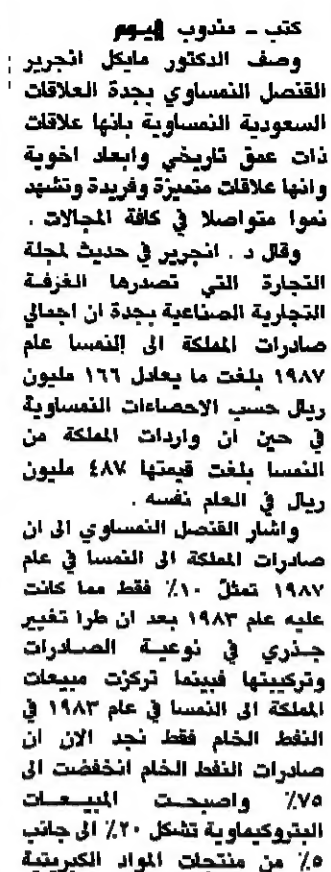 كتب ـ مندوب اليوم
وصف الدكتور مايكل انجرير
القنصل النمساوي بجدة العلاقات
السعودية النمساوية بانها علاقات
ذات عمق تاريخي وابعاد اخوية
وانها علاقات متميزة وفريدة وتشهد
نموا متواصلا في كافة المجالات .
وقال د . انجرير في حديث لمجلة
التجارة التي تصدرها الغرفة
التجارية الصناعية بجدة ان اجمالي
صادرات المملكة الى النمسا عام
١٩٨٧ بلغت ما يعادل ١٦٦ مليون
ريال حسب الاحصاءات النمساوية
في حين ان واردات المملكة من
النمسا بلغت قيمتها ٤٨٧ مليون
ريال في العام نفسه .
واشار القنصل النمساوي الى ان
صادرات المملكة الى النمسا في عام
١٩٨٧ تمثل ١٠٪ فقط مما كانت
عليه عام ١٩٨٣ بعد ان طرا تغيير
جذري في نوعية الصادرات
وتركيبتها فبينما تركزت مبيعات
المملكة الى النمسا في عام ١٩٨٣ في
النفط الخام فقط نجد الان ان
صادرات النفط الخام انخفضت الى
٧٥٪ واصبحت المبيعات
البتروكيماوية تشكل ٢٠٪ الى جانب
٥٪ من منتجات المواد الكبريتية